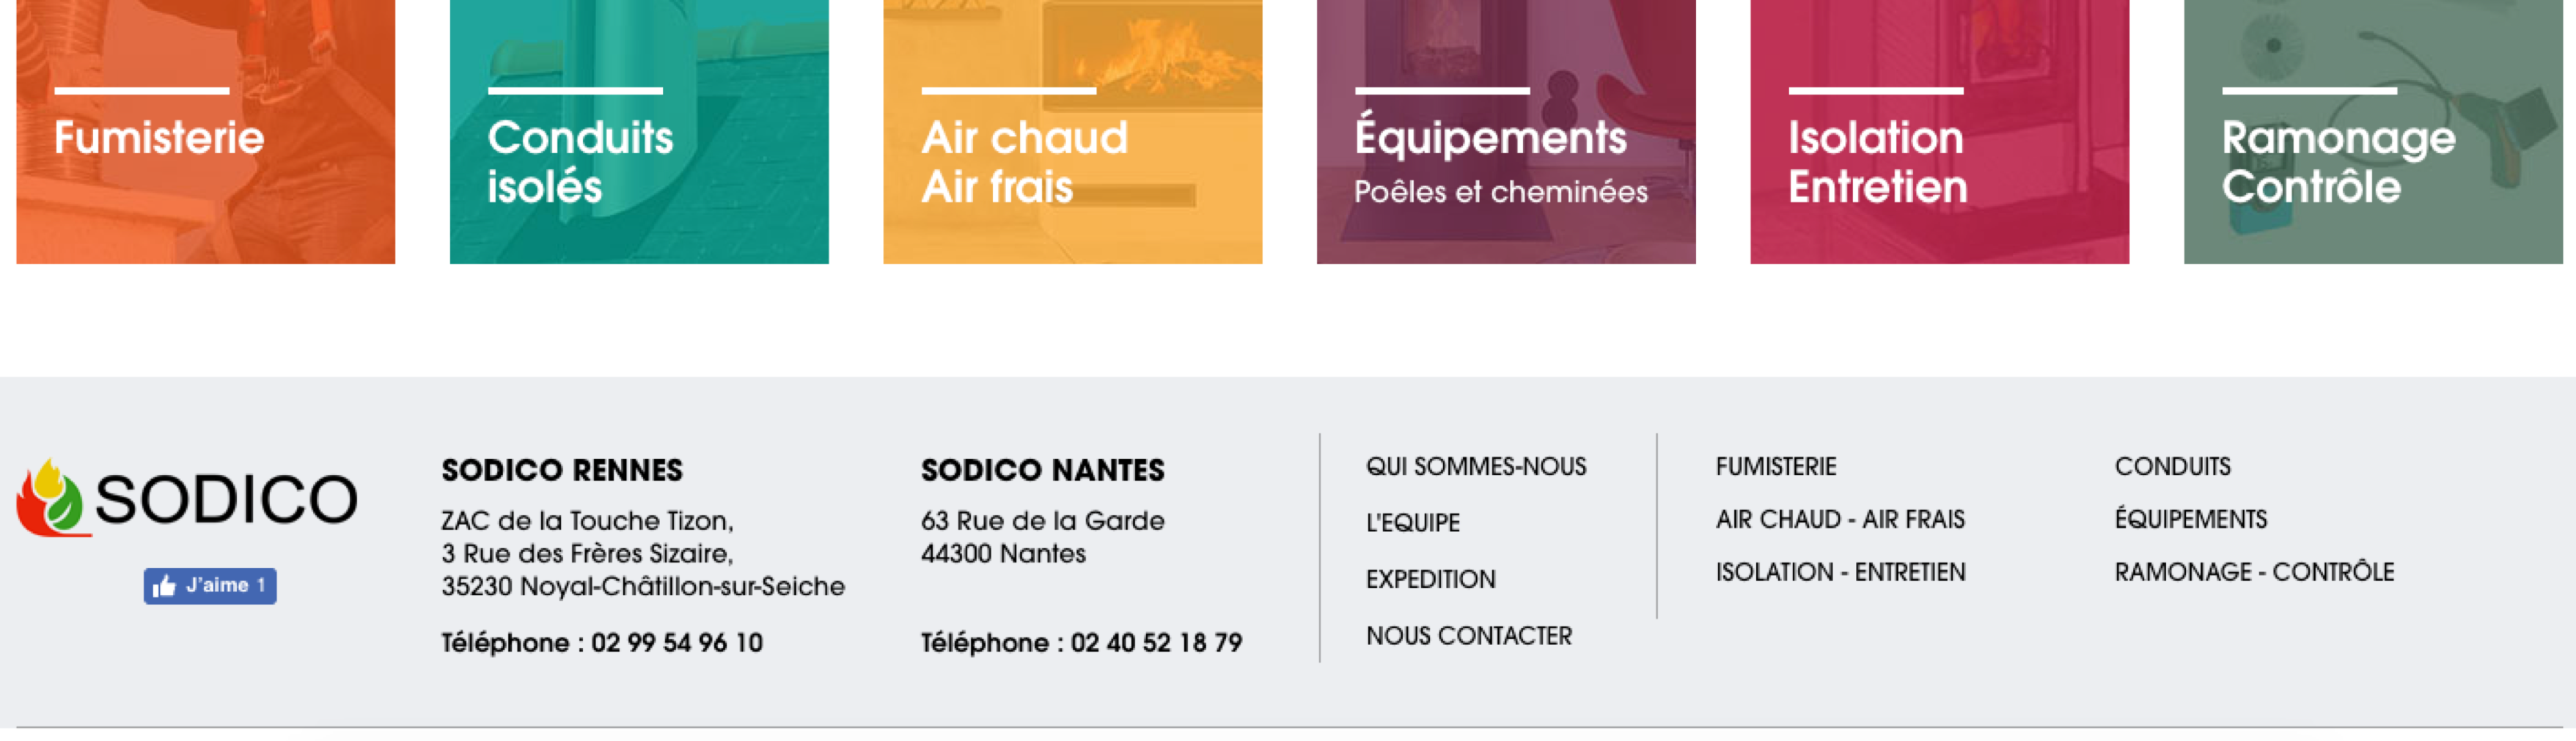 Fumisterie
Conduits
isolés
Air chaud
Air frais
Équipements
Poêles et cheminées
Isolation
Entretien
Ramonage
Contrôle
SODICO
J'aime 1
SODICO RENNES
ZAC de la Touche Tizon,
3 Rue des Frères Sizaire,
35230 Noyal-Châtillon-sur-Seiche
Téléphone : 02 99 54 96 10
SODICO NANTES
63 Rue de la Garde
44300 Nantes
Téléphone : 02 40 52 18 79
QUI SOMMES-NOUS
L'EQUIPE
EXPEDITION
NOUS CONTACTER
FUMISTERIE
AIR CHAUD - AIR FRAIS
ISOLATION - ENTRETIEN
CONDUITS
ÉQUIPEMENTS
RAMONAGE - CONTRÔLE